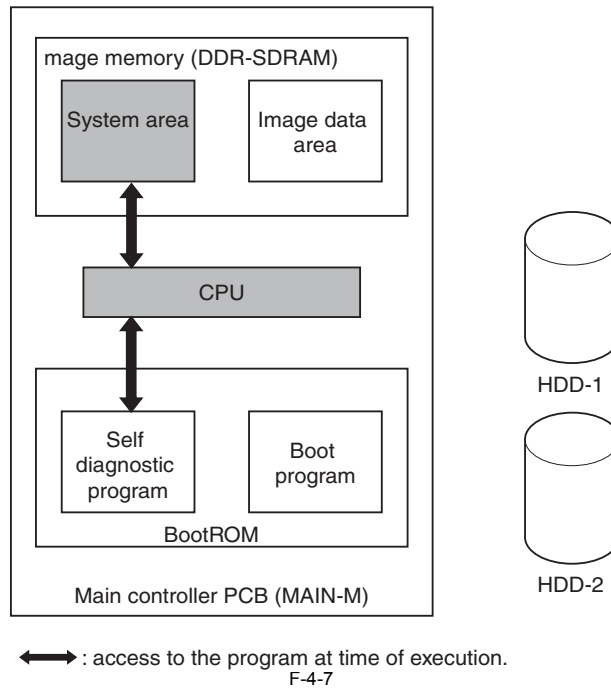 mage memory (DDR-SDRAM)
System area
Image data
area
CPU
Self
diagnostic
program
Boot
program
BootROM
Main controller PCB (MAIN-M)
HDD-1
HDD-2
: access to the program at time of execution.
F-4-7